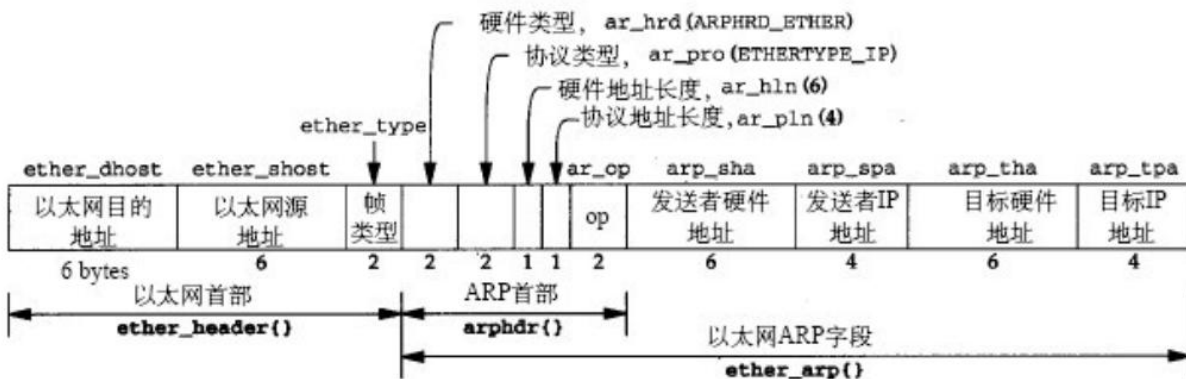 硬件类型, ar_hrd(ARPHRD_ETHER)
协议类型, ar_pro(ETHERTYPE_IP)
硬件地址长度, ar_hln(6)
协议地址长度,ar_pln(4)
ether_type
ether_dhost ether_shost ar_op arp_sha arp_spa arp_tha arp_tpa
以太网目的地址 以太网源地址 帧类型 op 发送者硬件地址 发送者IP地址 目标硬件地址 目标IP地址
6 bytes 6 2 2 2 1 1 2 6 4 6 4
以太网首部 ARP首部
ether_header{} arphdr{}
以太网ARP字段
ether_arp{}